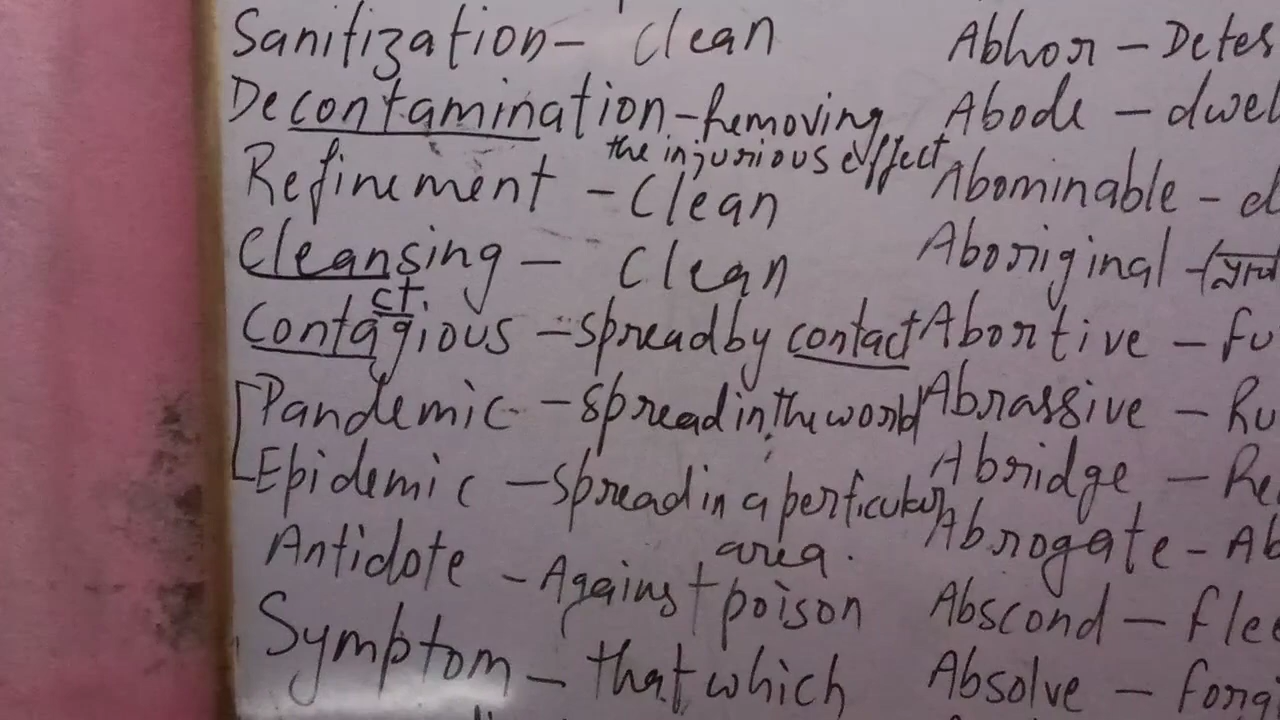 Sanitization - Clean
Decontamination - Removing
the injurious effect
Refinement - Clean
Cleansing - Clean
ct.
Contagious - Spread by contact
Pandemic - Spread in the world
Epidemic - Spread in a perticular
area.
Antidote - Against poison
Symptom - that which
Abhor - Detes
Abode - dwel
Abominable - d
Aboriginal -
Abortive - Fu
Abrassive - Ru
Abridge - Re
Abrogate - Ab
Abscond - flee
Absolve - forgi